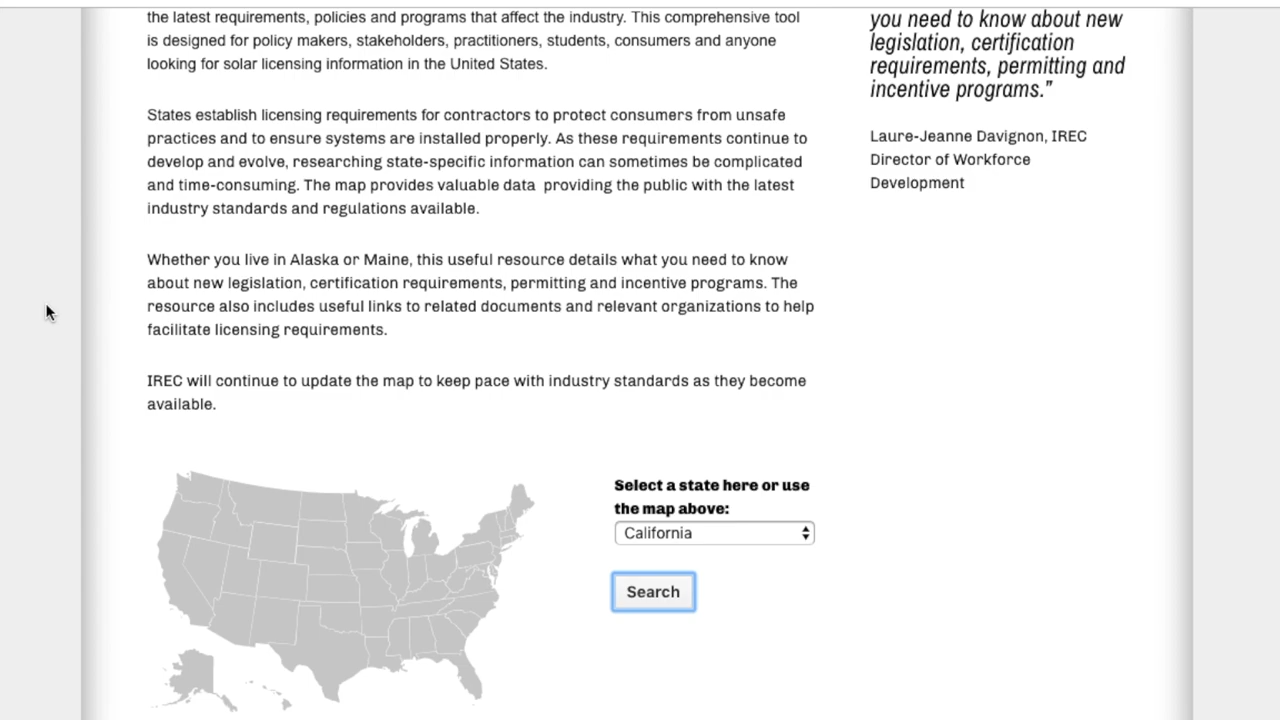 the latest requirements, policies and programs that affect the industry. This comprehensive tool
is designed for policy makers, stakeholders, practitioners, students, consumers and anyone
looking for solar licensing information in the United States.
States establish licensing requirements for contractors to protect consumers from unsafe
practices and to ensure systems are installed properly. As these requirements continue to
develop and evolve, researching state-specific information can sometimes be complicated
and time-consuming. The map provides valuable data  providing the public with the latest
industry standards and regulations available.
Whether you live in Alaska or Maine, this useful resource details what you need to know
about new legislation, certification requirements, permitting and incentive programs. The
resource also includes useful links to related documents and relevant organizations to help
facilitate licensing requirements.
IREC will continue to update the map to keep pace with industry standards as they become
available.
Select a state here or use
the map above:
California
Search
you need to know about new
legislation, certification
requirements, permitting and
incentive programs.”
Laure-Jeanne Davignon, IREC
Director of Workforce
Development